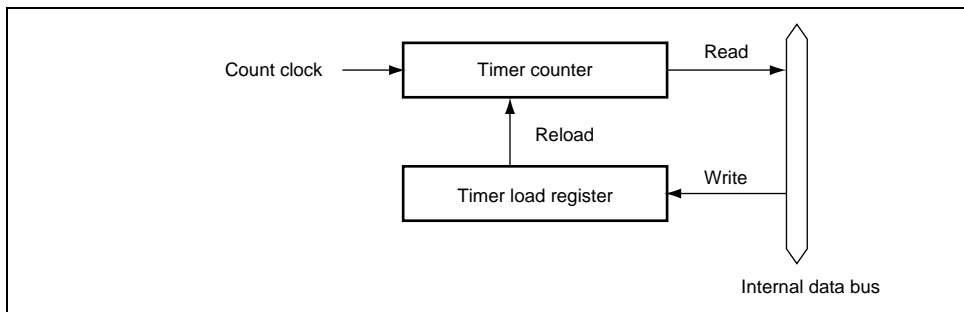 Read
Count clock
Timer counter
Reload
Write
Timer load register
Internal data bus